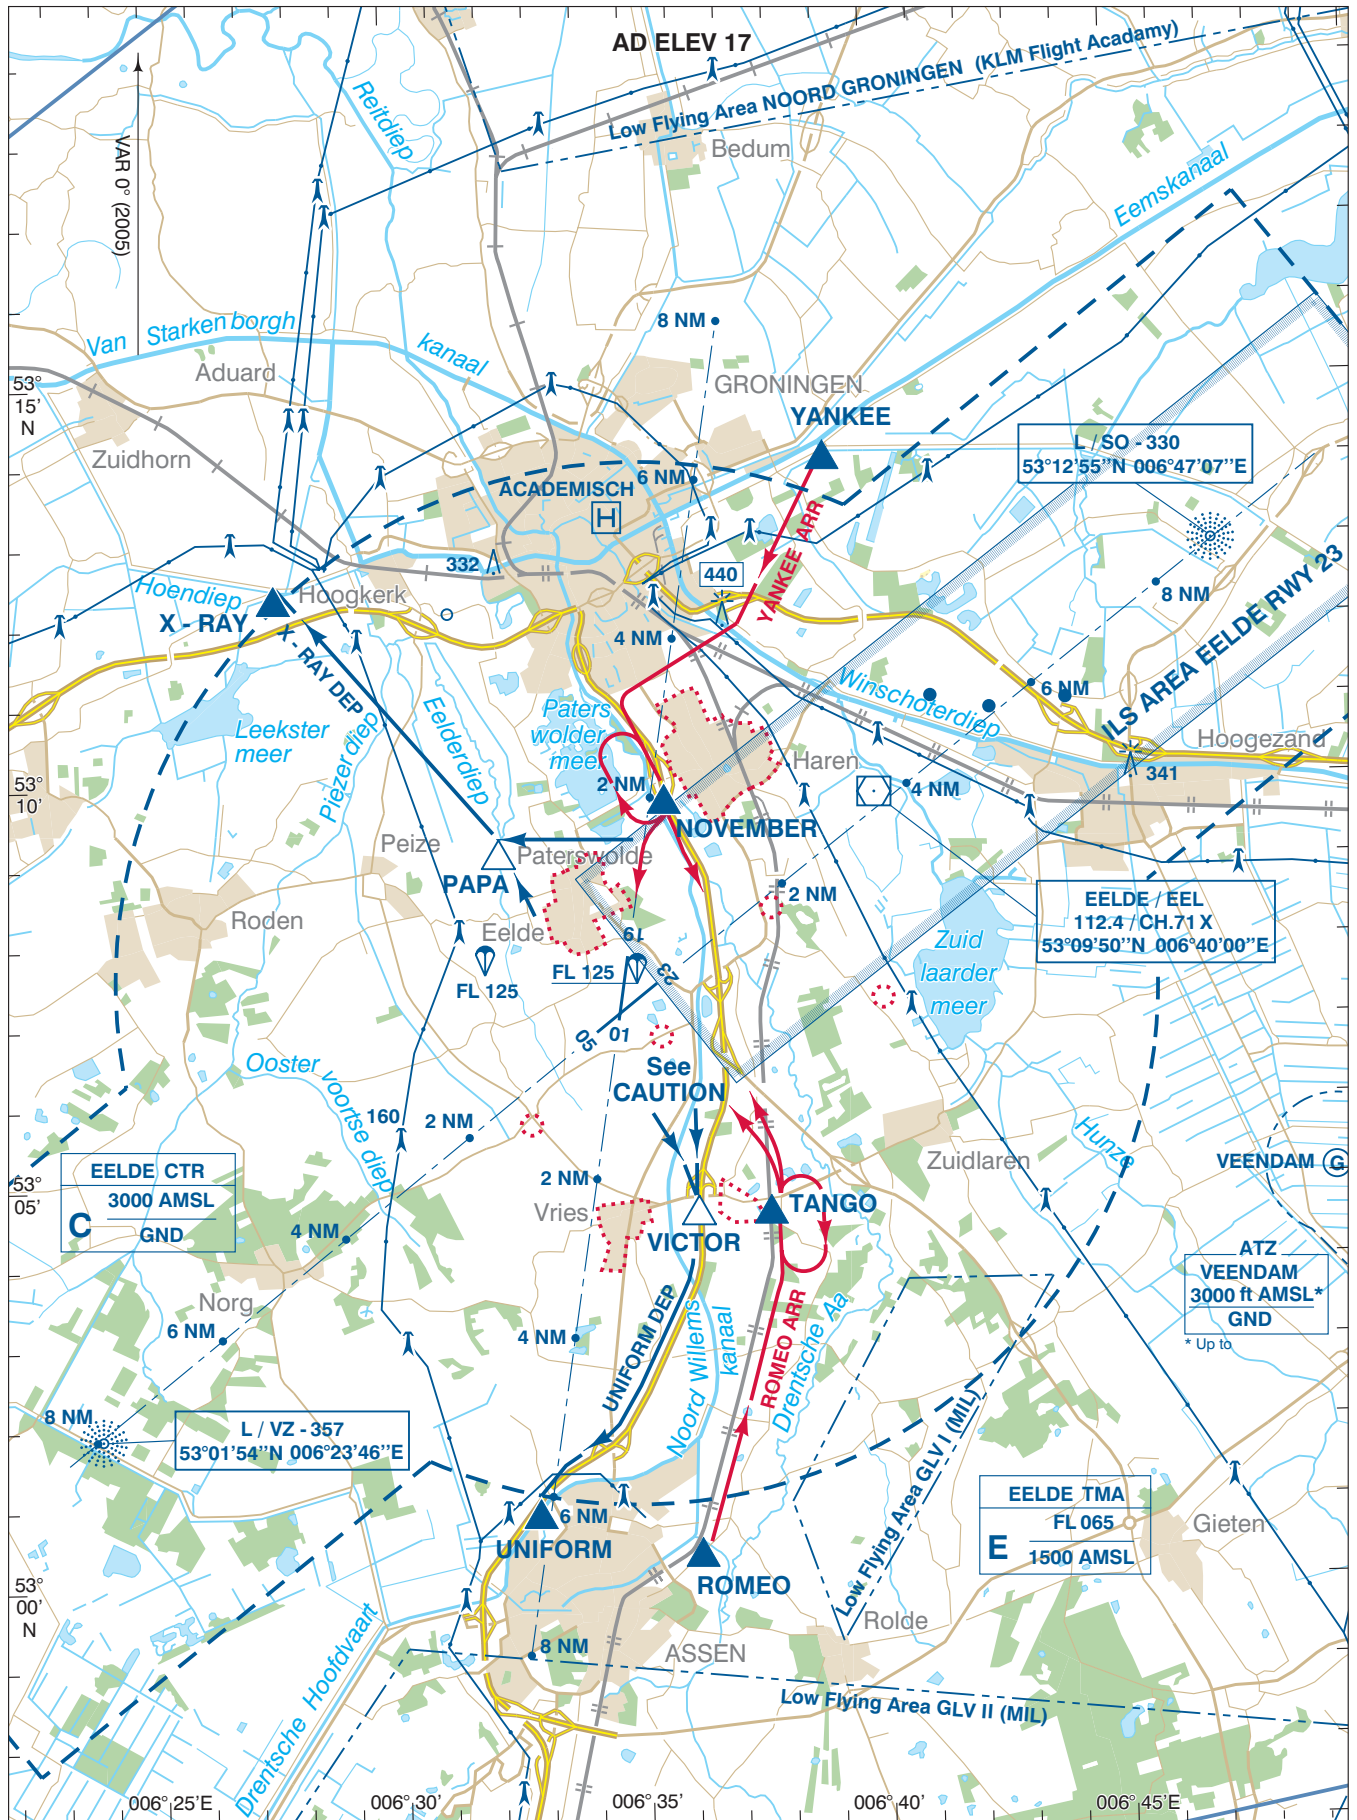 AD ELEV 17
Low Flying Area NOORD GRONINGEN (KLM Flight Acadamy)
Reitdiep
VAR 0° (2005)
Bedum
Eemskanaal
8 NM
Van Starkenborgh
kanaal
Aduard
GRONINGEN
YANKEE
53°
15'
N
L / SO - 330
53°12'55''N 006°47'07''E
Zuidhorn
6 NM
ACADEMISCH
H
YANKEE ARR
332
440
8 NM
Hoendiep
Hoogkerk
X - RAY
X - RAY DEP
4 NM
ILS AREA EELDE RWY 23
Winschoterdiep
6 NM
Leekster
meer
Piezerdiep
Eelderdiep
Paters
wolder
meer
Haren
Hoogezand
341
53°
10'
2 NM
4 NM
NOVEMBER
Peize
Paterswolde
PAPA
2 NM
EELDE / EEL
112.4 / CH.71 X
53°09'50''N 006°40'00''E
Roden
Eelde
19
Zuid
laarder
meer
FL 125
FL 125
23
05
01
Ooster voortse diep
See
CAUTION
160
2 NM
Hunze
Zuidlaren
VEENDAM G
EELDE CTR
3000 AMSL
C
GND
53°
05'
2 NM
Vries
TANGO
VICTOR
4 NM
ATZ
VEENDAM
3000 ft AMSL*
GND
* Up to
Norg
6 NM
4 NM
UNIFORM DEP
Noord Willems
kanaal
ROMEO ARR
Drentsche Aa
8 NM
L / VZ - 357
53°01'54''N 006°23'46''E
Low Flying Area GLV I (MIL)
EELDE TMA
FL 065
E
1500 AMSL
Gieten
6 NM
UNIFORM
ROMEO
53°
00'
N
Rolde
Drentsche Hoofdvaart
8 NM
ASSEN
Low Flying Area GLV II (MIL)
006°25'E
006°30'
006°35'
006°40'
006°45'E